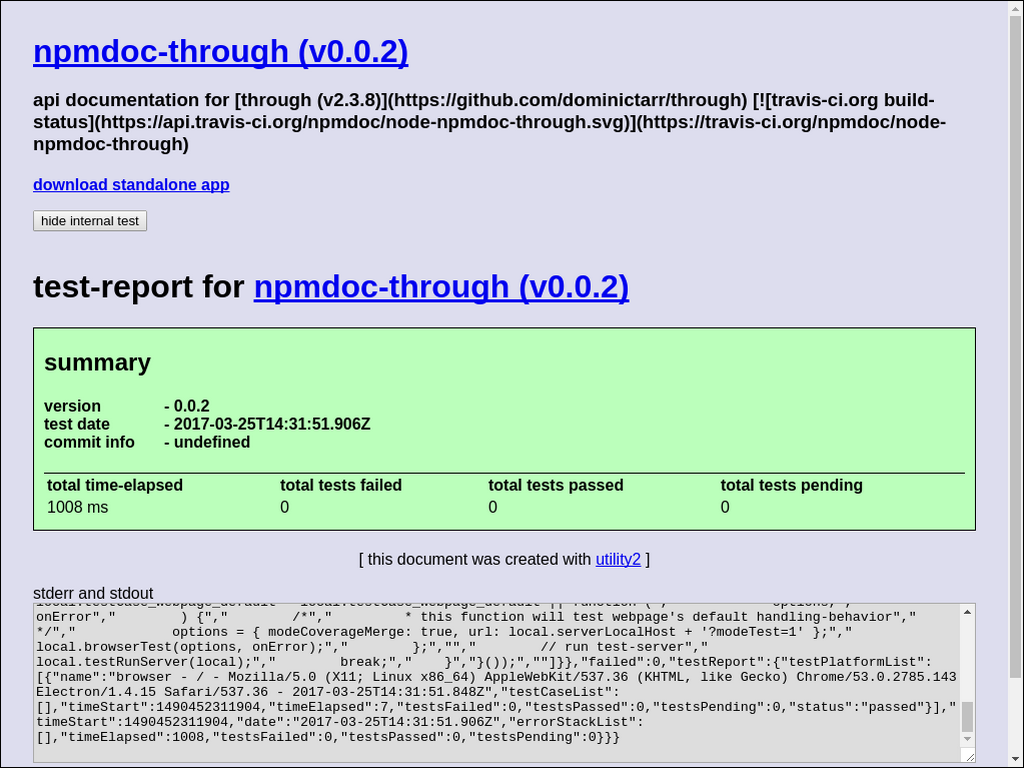 npmdoc-through (v0.0.2)
api documentation for [through (v2.3.8)](https://github.com/dominictarr/through) [![travis-ci.org build-
status](https://api.travis-ci.org/npmdoc/node-npmdoc-through.svg)](https://travis-ci.org/npmdoc/node-
npmdoc-through)
download standalone app
hide internal test
test-report for npmdoc-through (v0.0.2)
summary
version - 0.0.2
test date - 2017-03-25T14:31:51.906Z
commit info - undefined
total time-elapsed total tests failed total tests passed total tests pending
1008 ms 0 0 0
[ this document was created with utility2 ]
stderr and stdout
onError","        ) {","        /*","         * this function will test webpage's default handling-behavior","
*/","            options = { modeCoverageMerge: true, url: local.serverLocalHost + '?modeTest=1' };","
local.browserTest(options, onError);","        };","","        // run test-server","
local.testRunServer(local);","        break;","    }","}());",""]}},"failed":0,"testReport":{"testPlatformList":
[{"name":"browser - / - Mozilla/5.0 (X11; Linux x86_64) AppleWebKit/537.36 (KHTML, like Gecko) Chrome/53.0.2785.143
Electron/1.4.15 Safari/537.36 - 2017-03-25T14:31:51.848Z","testCaseList":
[],"timeStart":1490452311904,"timeElapsed":7,"testsFailed":0,"testsPassed":0,"testsPending":0,"status":"passed"}],"
timeStart":1490452311904,"date":"2017-03-25T14:31:51.906Z","errorStackList":
[],"timeElapsed":1008,"testsFailed":0,"testsPassed":0,"testsPending":0}}}